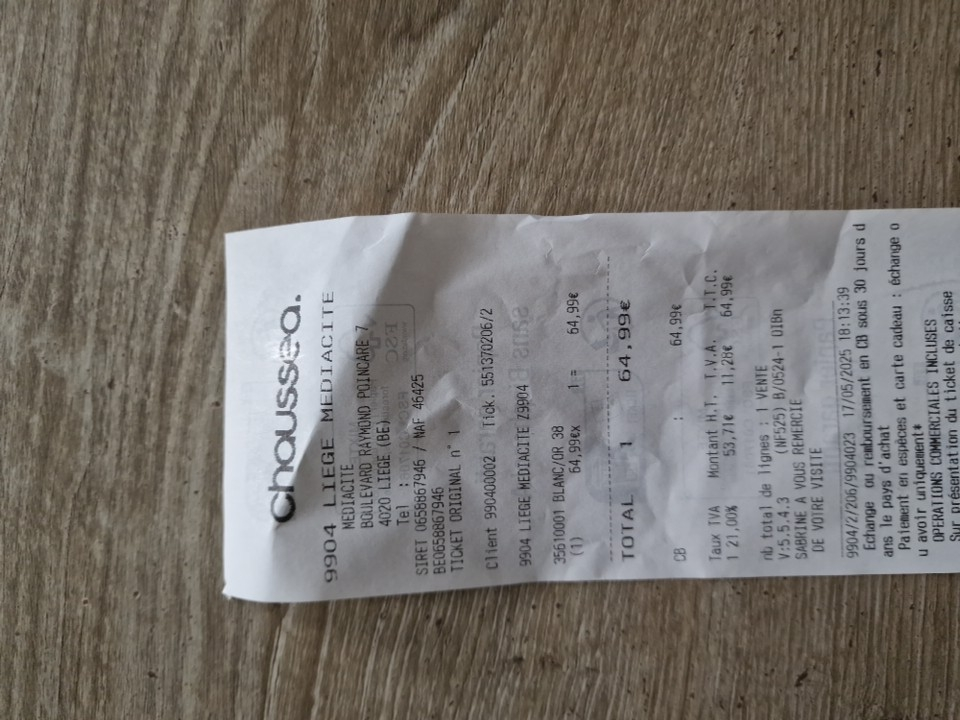 chaussea.
9904 LIEGE MEDIACITE
MEDIACITE
BOULEVARD RAYMOND POINCARE 7
4020 LIEGE (BE)
Tel :
SIRET 0658867946 / NAF 46425
BE0658867946
TICKET ORIGINAL n° 1
Client 990400002 Tick. 551370206/2
9904 LIEGE MEDIACITE Z9904
35610001 BLANC/OR 38
(1) 64,99€x 1 = 64,99€
TOTAL 1 64,99€
CB : 64,99€
Taux TVA Montant H.T. T.V.A. T.T.C.
1 21,00% 53,71€ 11,28€ 64,99€
nb total de lignes : 1 VENTE
V:5.5.4.3 (NF525) B/0524-1 OIBn
SABRINE A VOUS REMERCIE
DE VOTRE VISITE
9904/2/206/9904023 17/05/2025 18:13:39
Echange ou remboursement en CB sous 30 jours d
ans le pays d'achat
Paiement en espèces et carte cadeau : échange o
u avoir uniquement*
OPERATIONS COMMERCIALES INCLUSES
Sur présentation du ticket de caisse